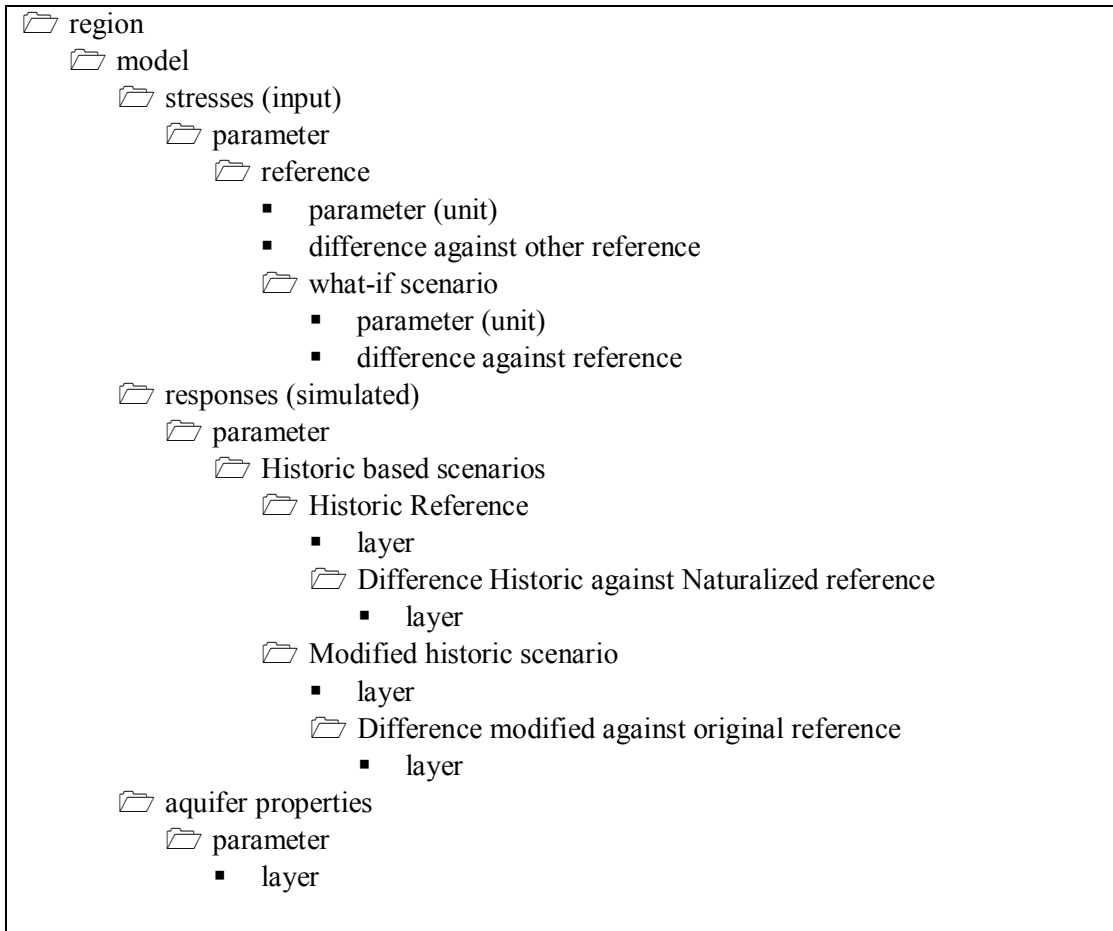 region
model
stresses (input)
parameter
reference
▪ parameter (unit)
▪ difference against other reference
what-if scenario
▪ parameter (unit)
▪ difference against reference
responses (simulated)
parameter
Historic based scenarios
Historic Reference
▪ layer
Difference Historic against Naturalized reference
▪ layer
Modified historic scenario
▪ layer
Difference modified against original reference
▪ layer
aquifer properties
parameter
▪ layer